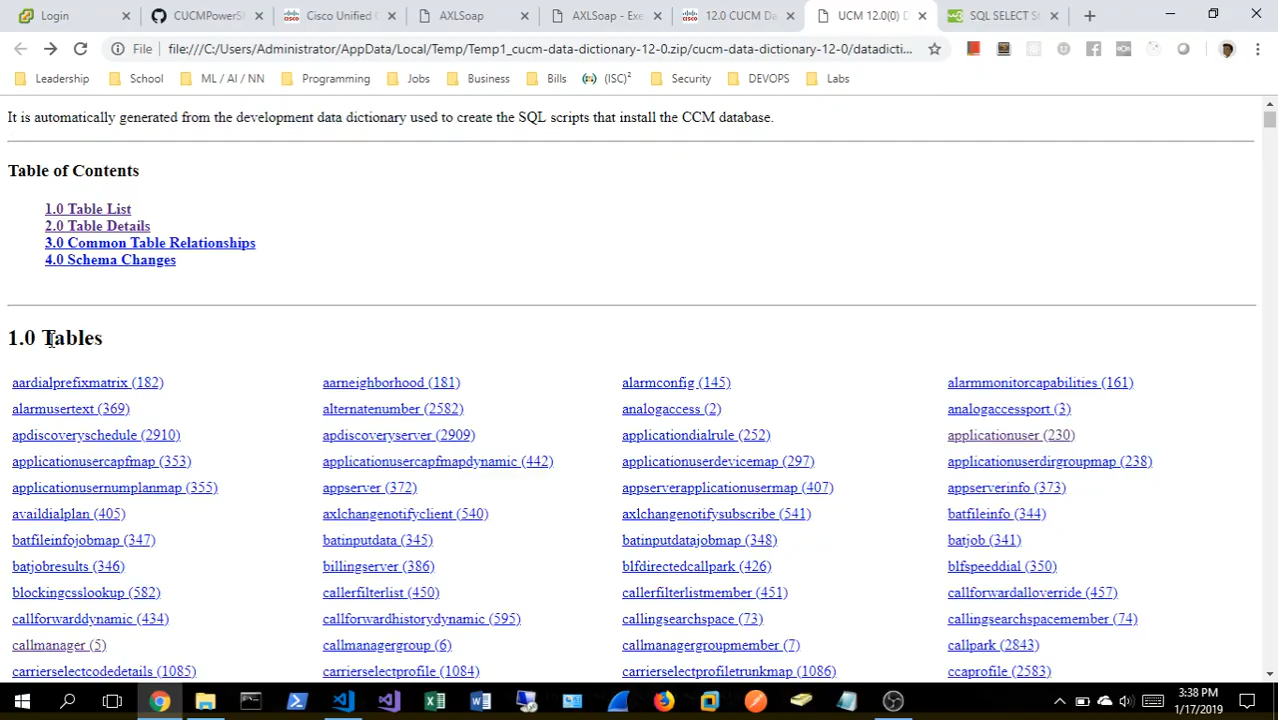 Login
CUCMPowerSh
Cisco Unified C
AXLSoap
AXLSoap - Exe
12.0 CUCM Da
UCM 12.0(0) D
SQL SELECT St
File
file:///C:/Users/Administrator/AppData/Local/Temp/Temp1_cucm-data-dictionary-12-0.zip/cucm-data-dictionary-12-0/datadicti...
Leadership
School
ML / AI / NN
Programming
Jobs
Business
Bills
(ISC)²
Security
DEVOPS
Labs
It is automatically generated from the development data dictionary used to create the SQL scripts that install the CCM database.
Table of Contents
1.0 Table List
2.0 Table Details
3.0 Common Table Relationships
4.0 Schema Changes
1.0 Tables
aardialprefixmatrix (182) aarneighborhood (181) alarmconfig (145) alarmmonitorcapabilities (161)
alarmusertext (369) alternatenumber (2582) analogaccess (2) analogaccessport (3)
apdiscoveryschedule (2910) apdiscoveryserver (2909) applicationdialrule (252) applicationuser (230)
applicationusercapfmap (353) applicationusercapfmapdynamic (442) applicationuserdevicemap (297) applicationuserdirgroupmap (238)
applicationusernumplanmap (355) appserver (372) appserverapplicationusermap (407) appserverinfo (373)
availdialplan (405) axlchangenotifyclient (540) axlchangenotifysubscribe (541) batfileinfo (344)
batfileinfojobmap (347) batinputdata (345) batinputdatajobmap (348) batjob (341)
batjobresults (346) billingserver (386) blfdirectedcallpark (426) blfspeeddial (350)
blockingcsslookup (582) callerfilterlist (450) callerfilterlistmember (451) callforwardalloverride (457)
callforwarddynamic (434) callforwardhistorydynamic (595) callingsearchspace (73) callingsearchspacemember (74)
callmanager (5) callmanagergroup (6) callmanagergroupmember (7) callpark (2843)
carrierselectcodedetails (1085) carrierselectprofile (1084) carrierselectprofiletrunkmap (1086) ccaprofile (2583)
3:38 PM
1/17/2019